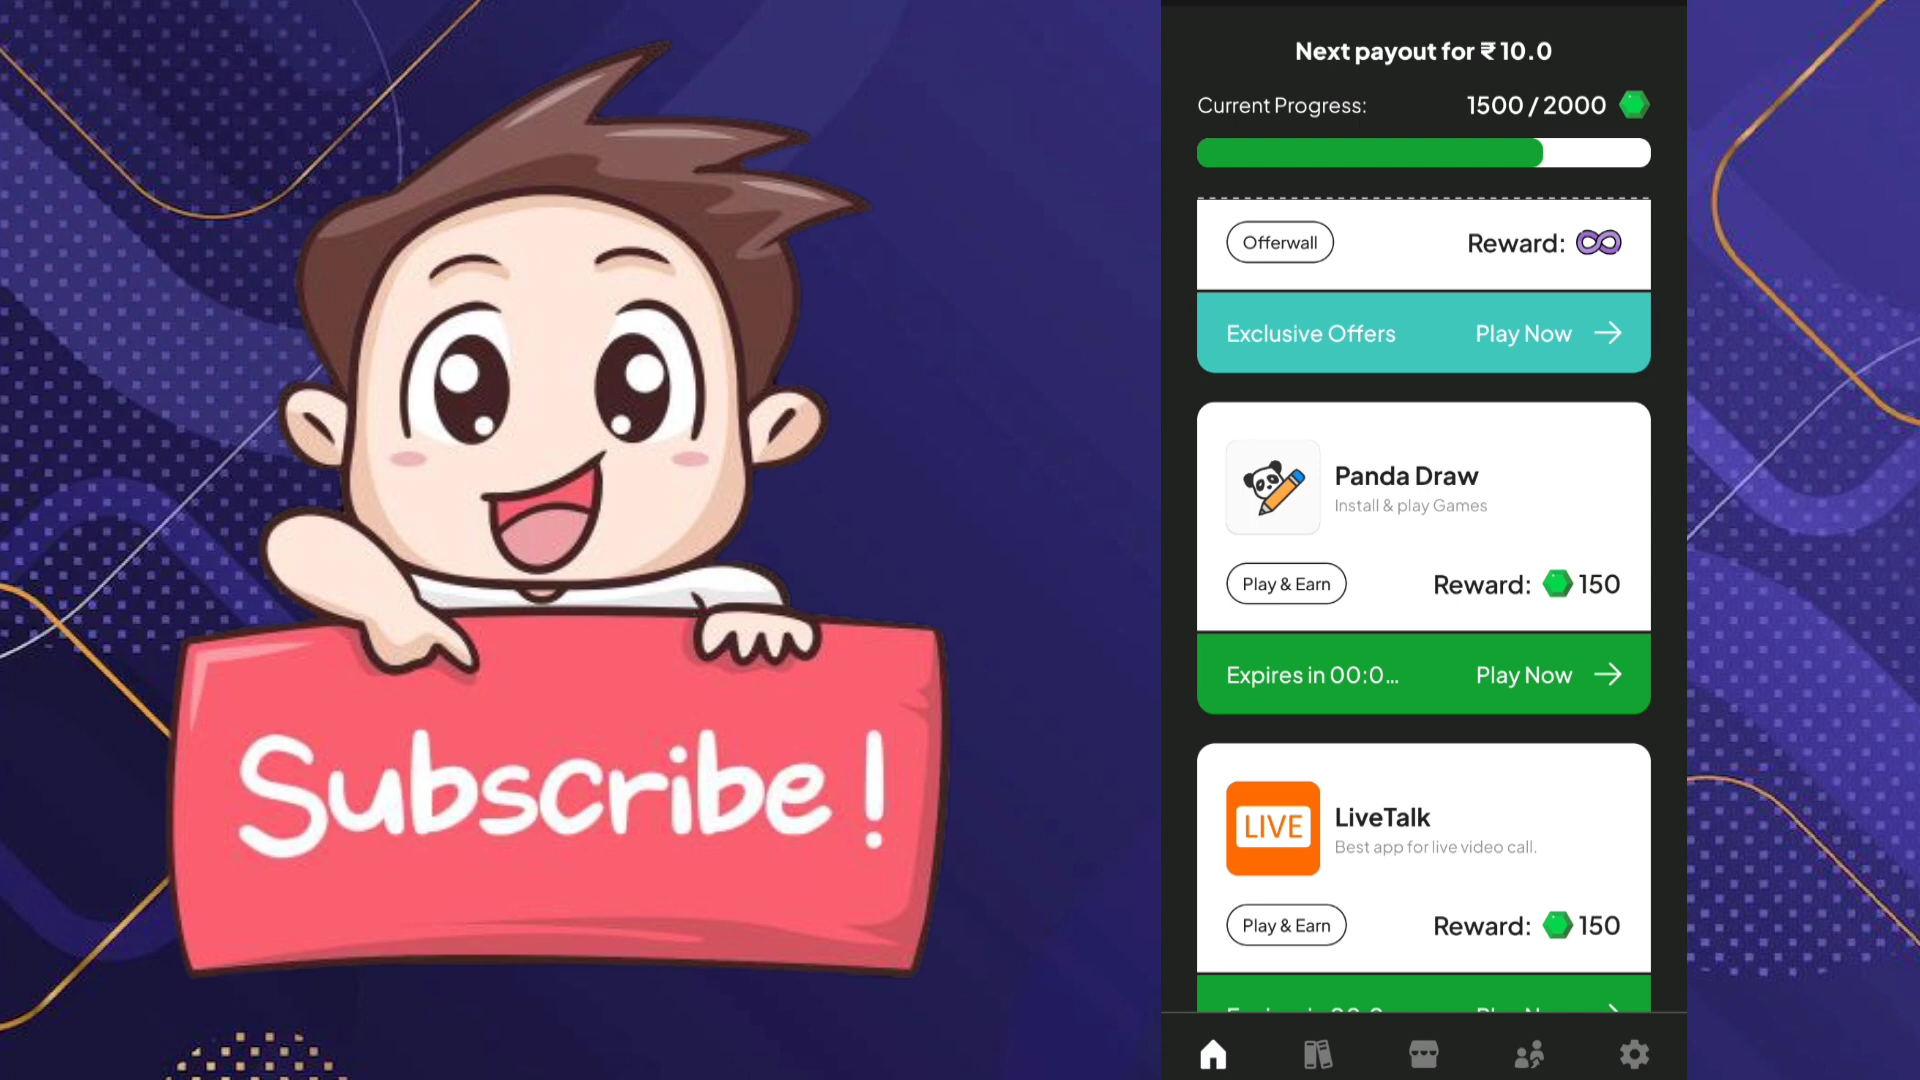 Subscribe !
Next payout for ₹ 10.0
Current Progress: 1500 / 2000
Offerwall Reward:
Exclusive Offers Play Now
Panda Draw
Install & play Games
Play & Earn Reward: 150
Expires in 00:0... Play Now
LIVE
LiveTalk
Best app for live video call.
Play & Earn Reward: 150